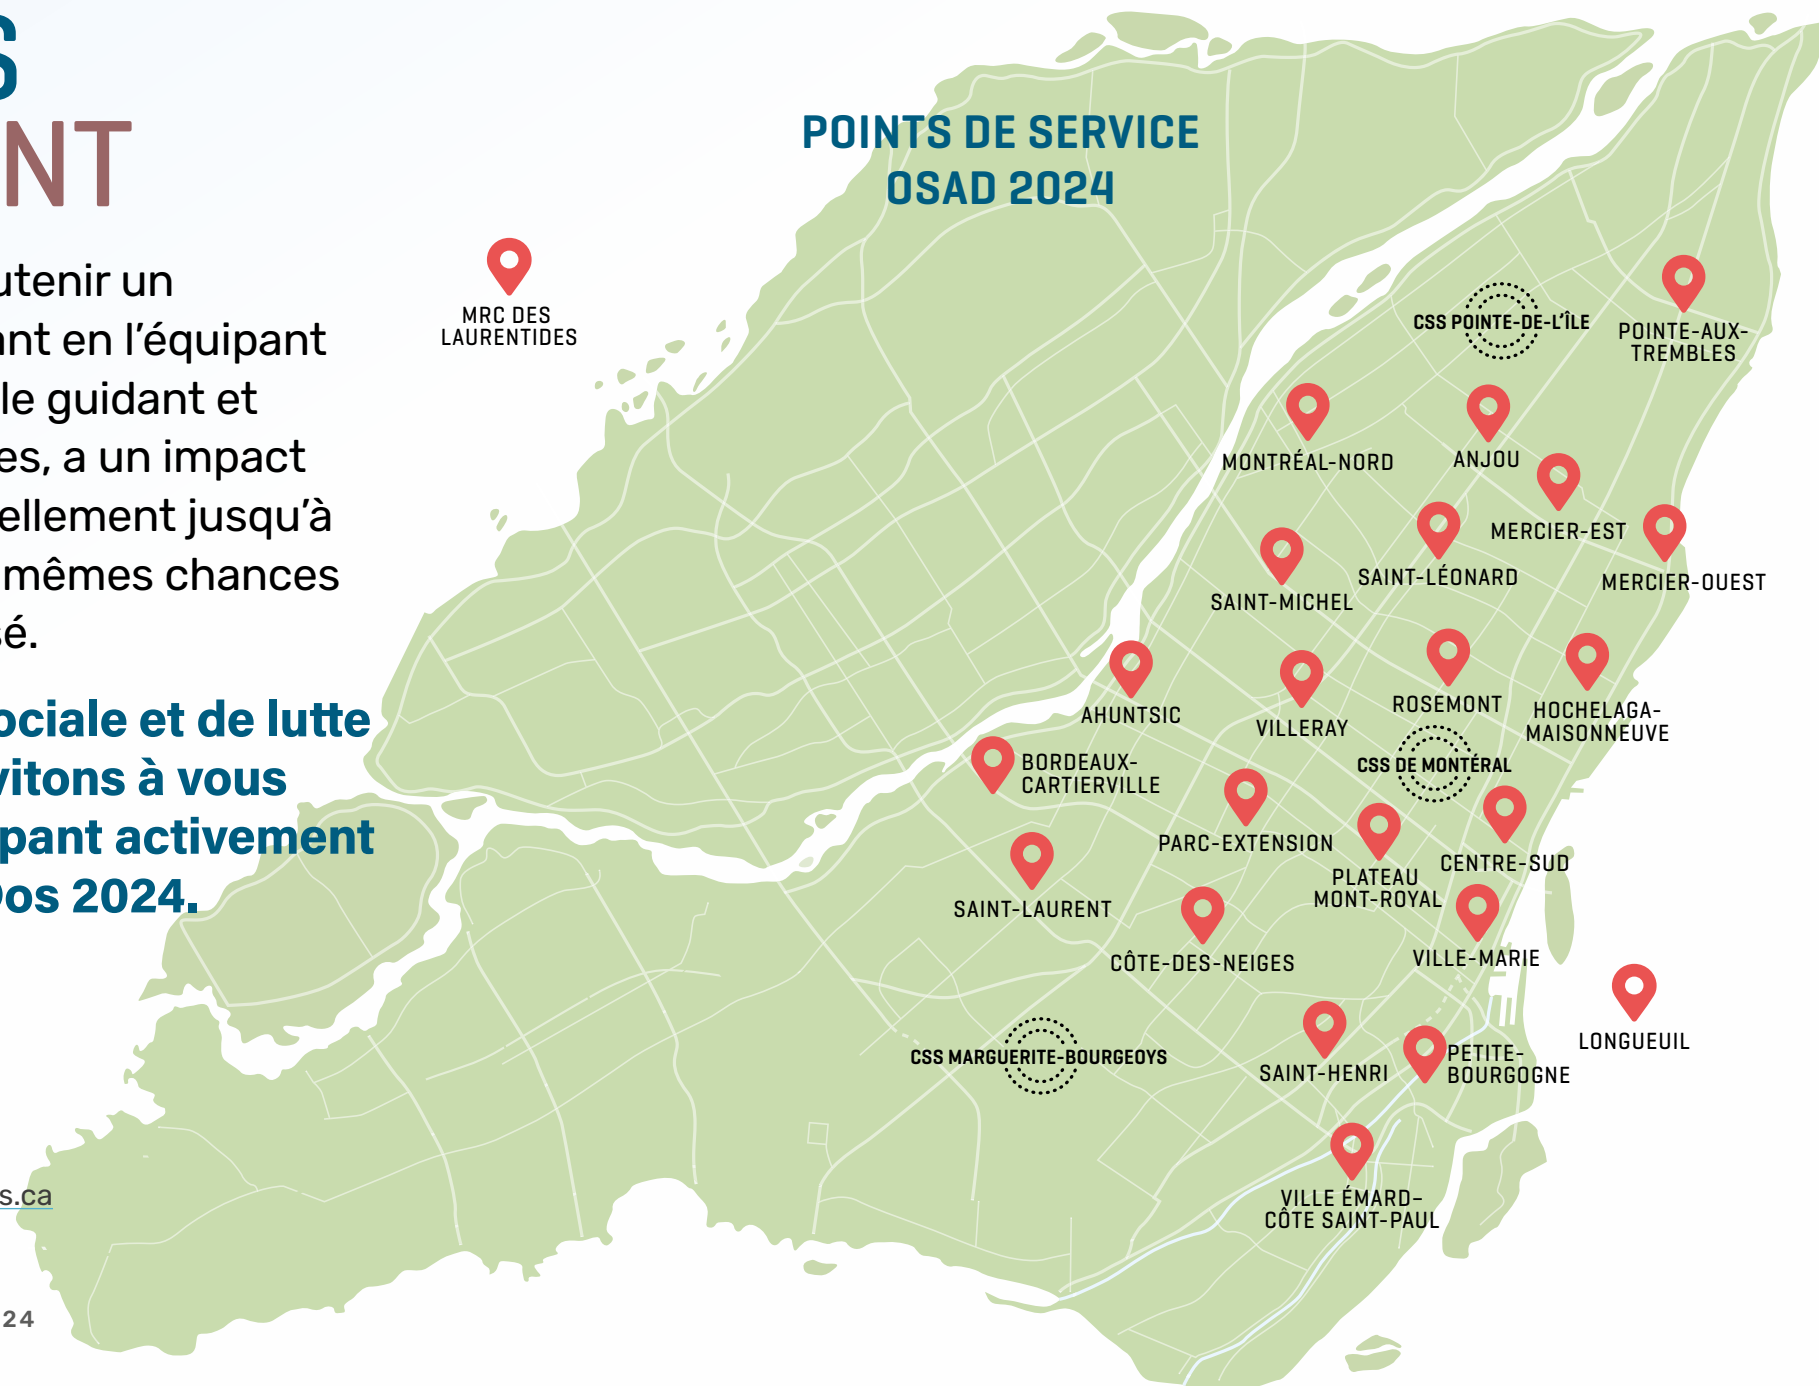 S
NT
utenir un
ant en l’équipant
le guidant et
es, a un impact
ellement jusqu’à
mêmes chances
sé.
ociale et de lutte
vitons à vous
pant activement
Dos 2024.
s.ca
24
POINTS DE SERVICE
OSAD 2024
MRC DES
LAURENTIDES
CSS POINTE-DE-L’ÎLE
POINTE-AUX-
TREMBLES
MONTRÉAL-NORD
ANJOU
MERCIER-EST
MERCIER-OUEST
SAINT-LÉONARD
SAINT-MICHEL
AHUNTSIC
VILLERAY
ROSEMONT
HOCHELAGA-
MAISONNEUVE
CSS DE MONTÉRAL
BORDEAUX-
CARTIERVILLE
PARC-EXTENSION
PLATEAU
MONT-ROYAL
CENTRE-SUD
SAINT-LAURENT
CÔTE-DES-NEIGES
VILLE-MARIE
LONGUEUIL
CSS MARGUERITE-BOURGEOYS
SAINT-HENRI
PETITE-
BOURGOGNE
VILLE ÉMARD–
CÔTE SAINT-PAUL